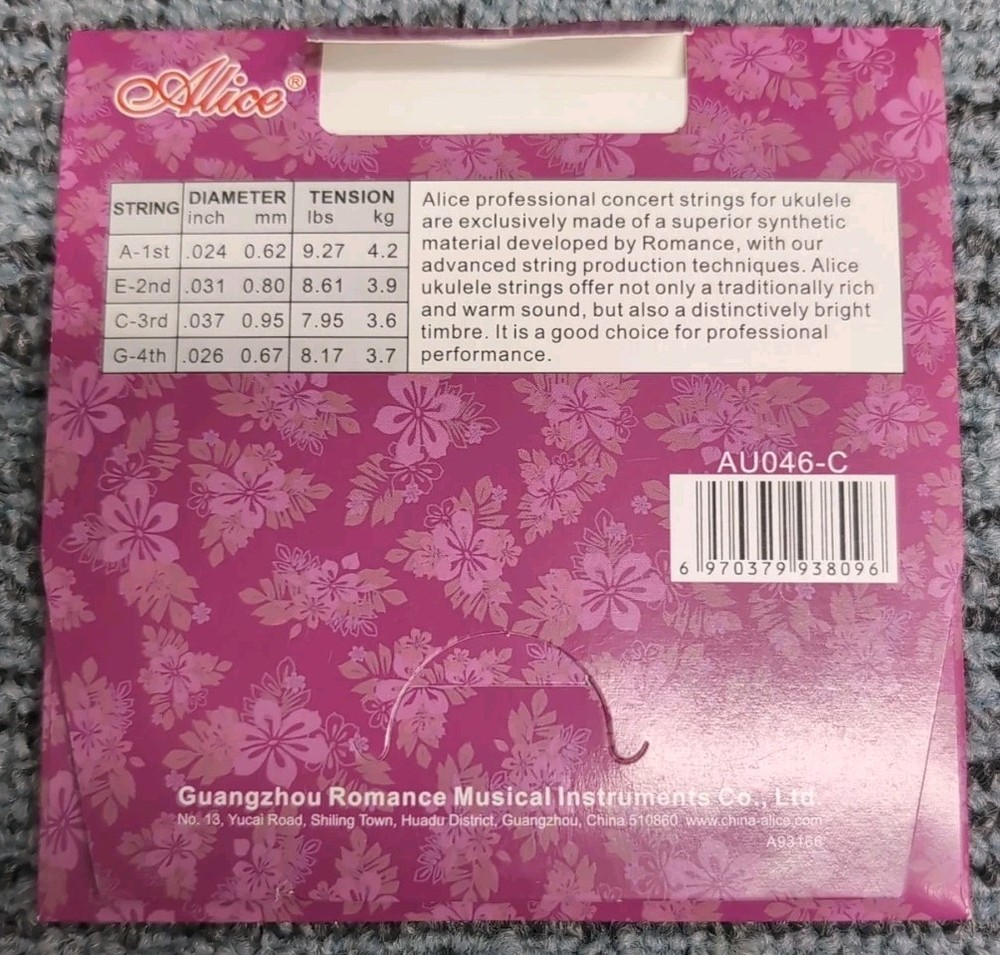 Alice®
STRING DIAMETER TENSION
inch mm lbs kg
A-1st .024 0.62 9.27 4.2
E-2nd .031 0.80 8.61 3.9
C-3rd .037 0.95 7.95 3.6
G-4th .026 0.67 8.17 3.7
Alice professional concert strings for ukulele
are exclusively made of a superior synthetic
material developed by Romance, with our
advanced string production techniques. Alice
ukulele strings offer not only a traditionally rich
and warm sound, but also a distinctively bright
timbre. It is a good choice for professional
performance.
AU046-C
6 970379 938096
Guangzhou Romance Musical Instruments Co., Ltd
No. 13, Yucai Road, Shiling Town, Huadu District, Guangzhou, China 510860 www.china-alice.com
A93166